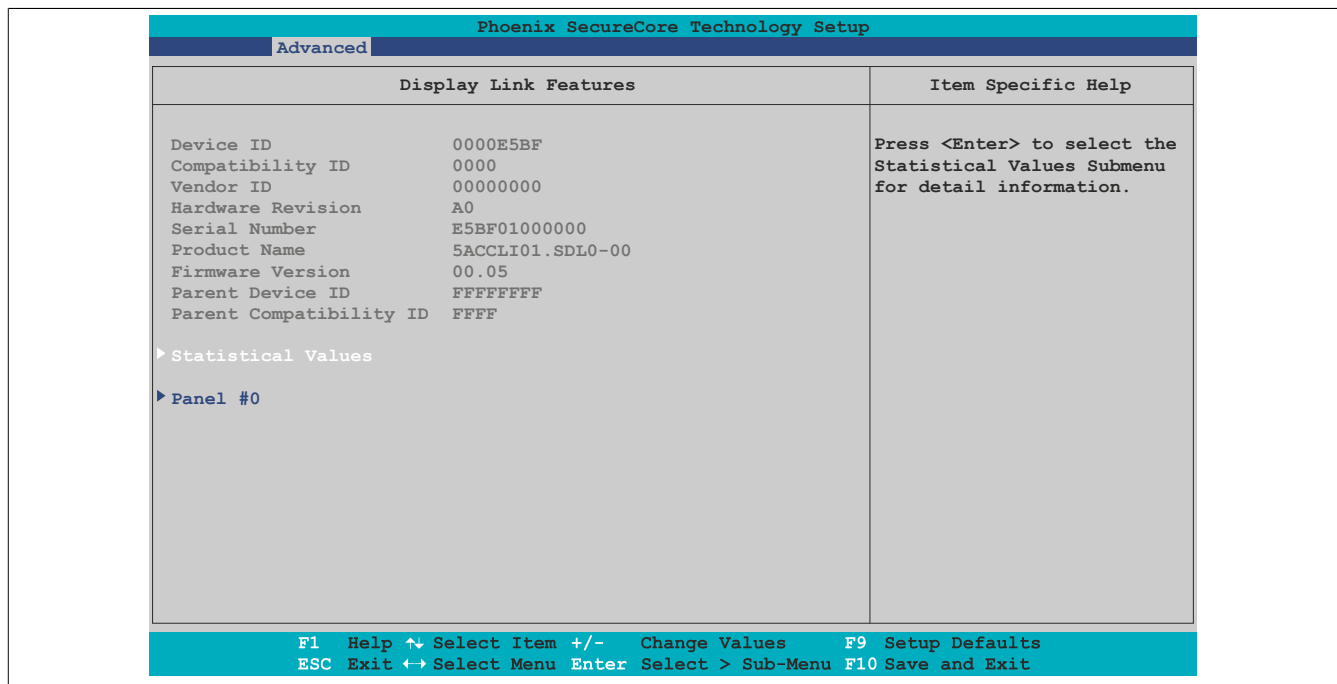 Phoenix SecureCore Technology Setup
Advanced
Display Link Features
Item Specific Help
Device ID 0000E5BF
Compatibility ID 0000
Vendor ID 00000000
Hardware Revision A0
Serial Number E5BF01000000
Product Name 5ACCLI01.SDL0-00
Firmware Version 00.05
Parent Device ID FFFFFFFF
Parent Compatibility ID FFFF
Statistical Values
Panel #0
Press <Enter> to select the
Statistical Values Submenu
for detail information.
F1 Help ↑↓ Select Item +/- Change Values F9 Setup Defaults
ESC Exit ↔ Select Menu Enter Select > Sub-Menu F10 Save and Exit